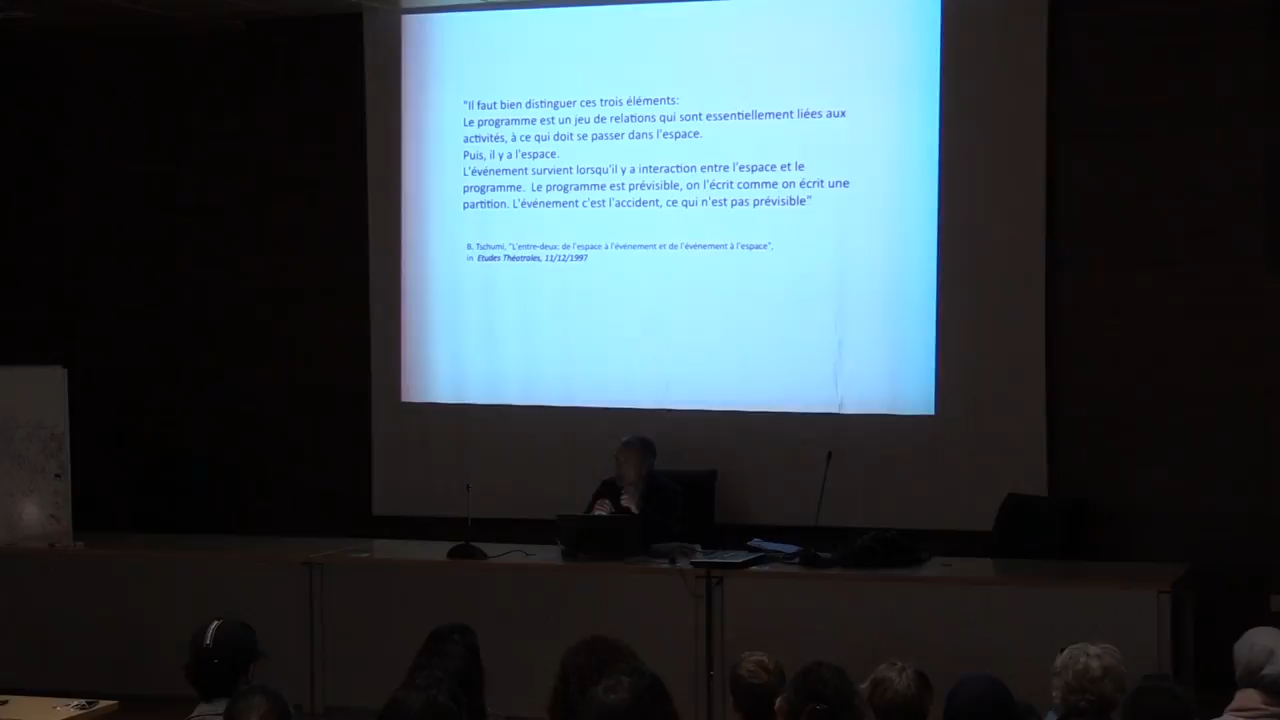 "Il faut bien distinguer ces trois éléments:
Le programme est un jeu de relations qui sont essentiellement liées aux
activités, à ce qui doit se passer dans l'espace.
Puis, il y a l'espace.
L'événement survient lorsqu'il y a interaction entre l'espace et le
programme. Le programme est prévisible, on l'écrit comme on écrit une
partition. L'événement c'est l'accident, ce qui n'est pas prévisible"
B. Tschumi, "L'entre-deux: de l'espace à l'événement et de l'événement à l'espace",
in Etudes Théatrales, 11/12/1997